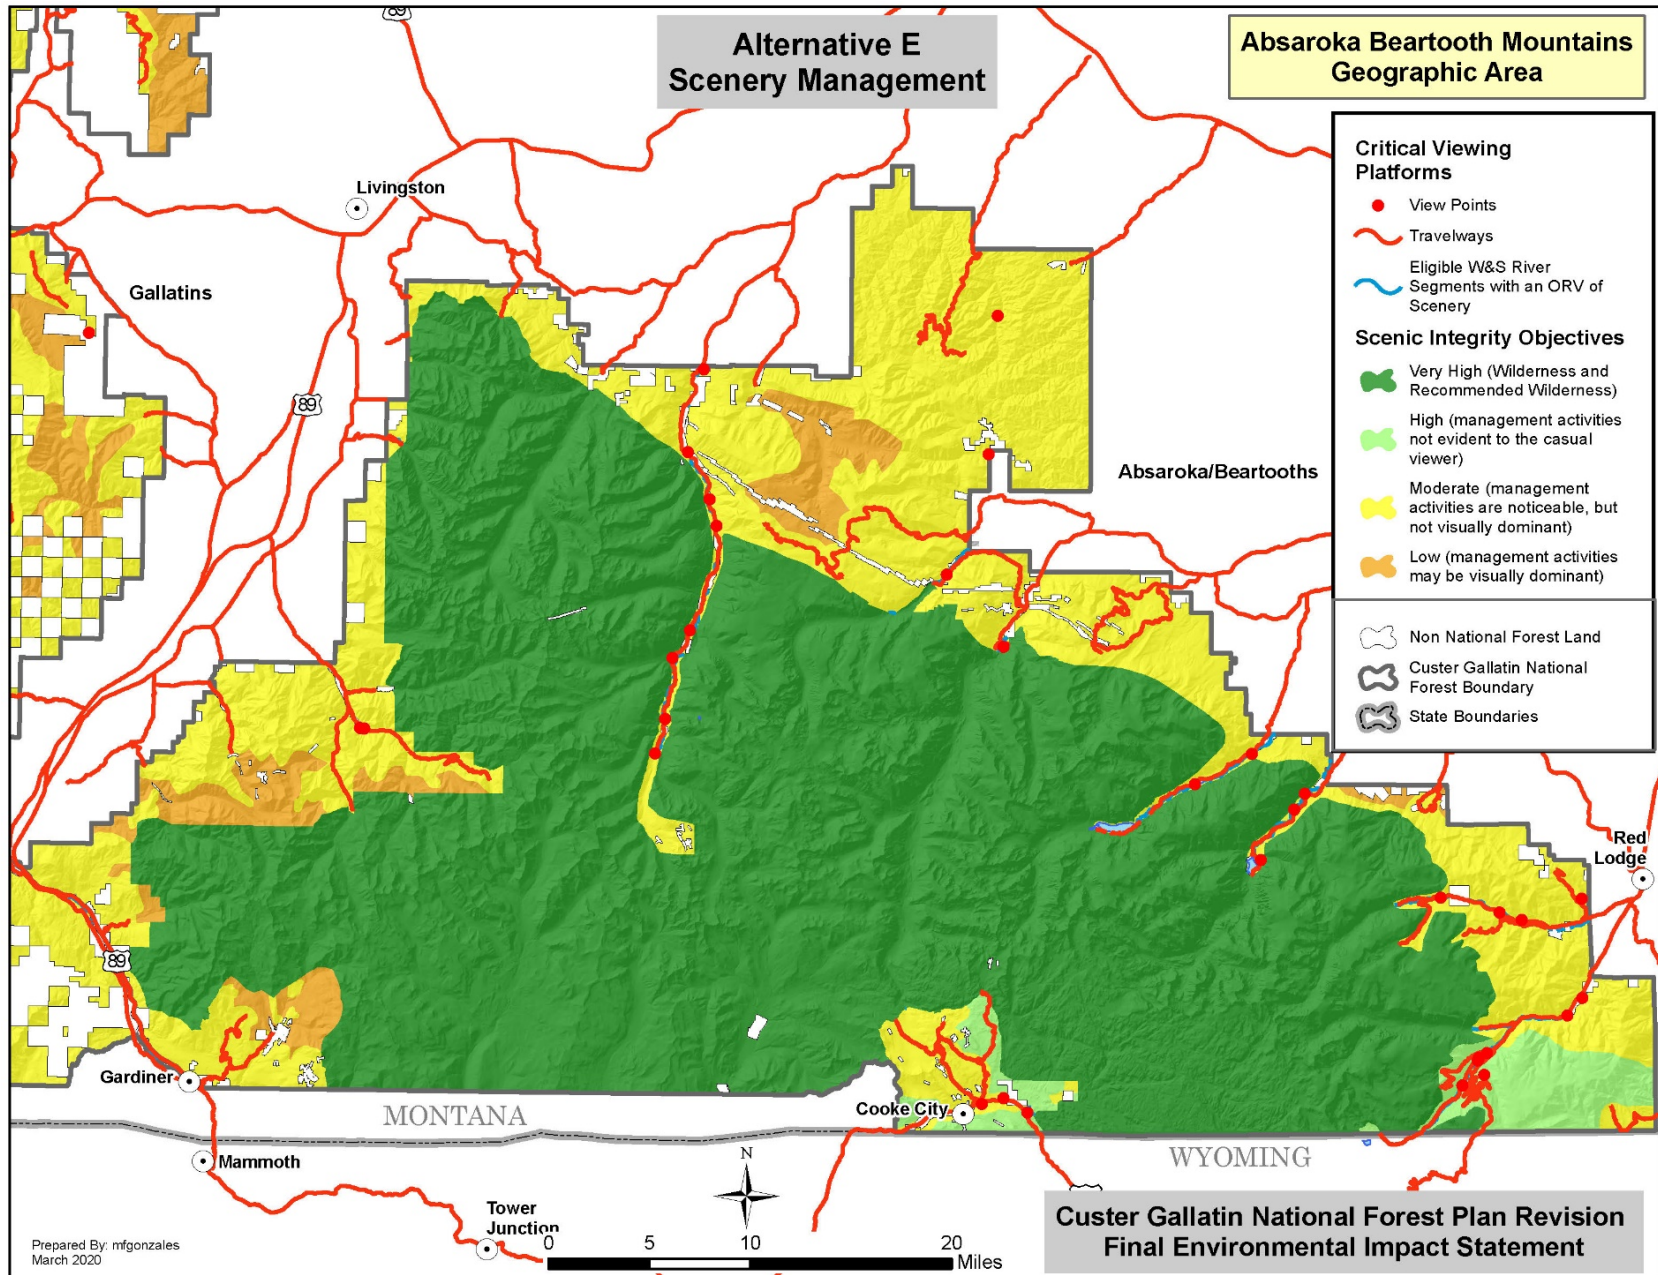 89
Alternative E
Scenery Management
Absaroka Beartooth Mountains
Geographic Area
Critical Viewing
Platforms
View Points
Travelways
Eligible W&S River
Segments with an ORV of
Scenery
Scenic Integrity Objectives
Very High (Wilderness and
Recommended Wilderness)
High (management activities
not evident to the casual
viewer)
Moderate (management
activities are noticeable, but
not visually dominant)
Low (management activities
may be visually dominant)
Non National Forest Land
Custer Gallatin National
Forest Boundary
State Boundaries
Livingston
Gallatins
89
Absaroka/Beartooths
Red
Lodge
89
Gardiner
Cooke City
MONTANA
WYOMING
Mammoth
N
Tower
Junction
0 5 10 20
Miles
Custer Gallatin National Forest Plan Revision
Final Environmental Impact Statement
Prepared By: mfgonzales
March 2020